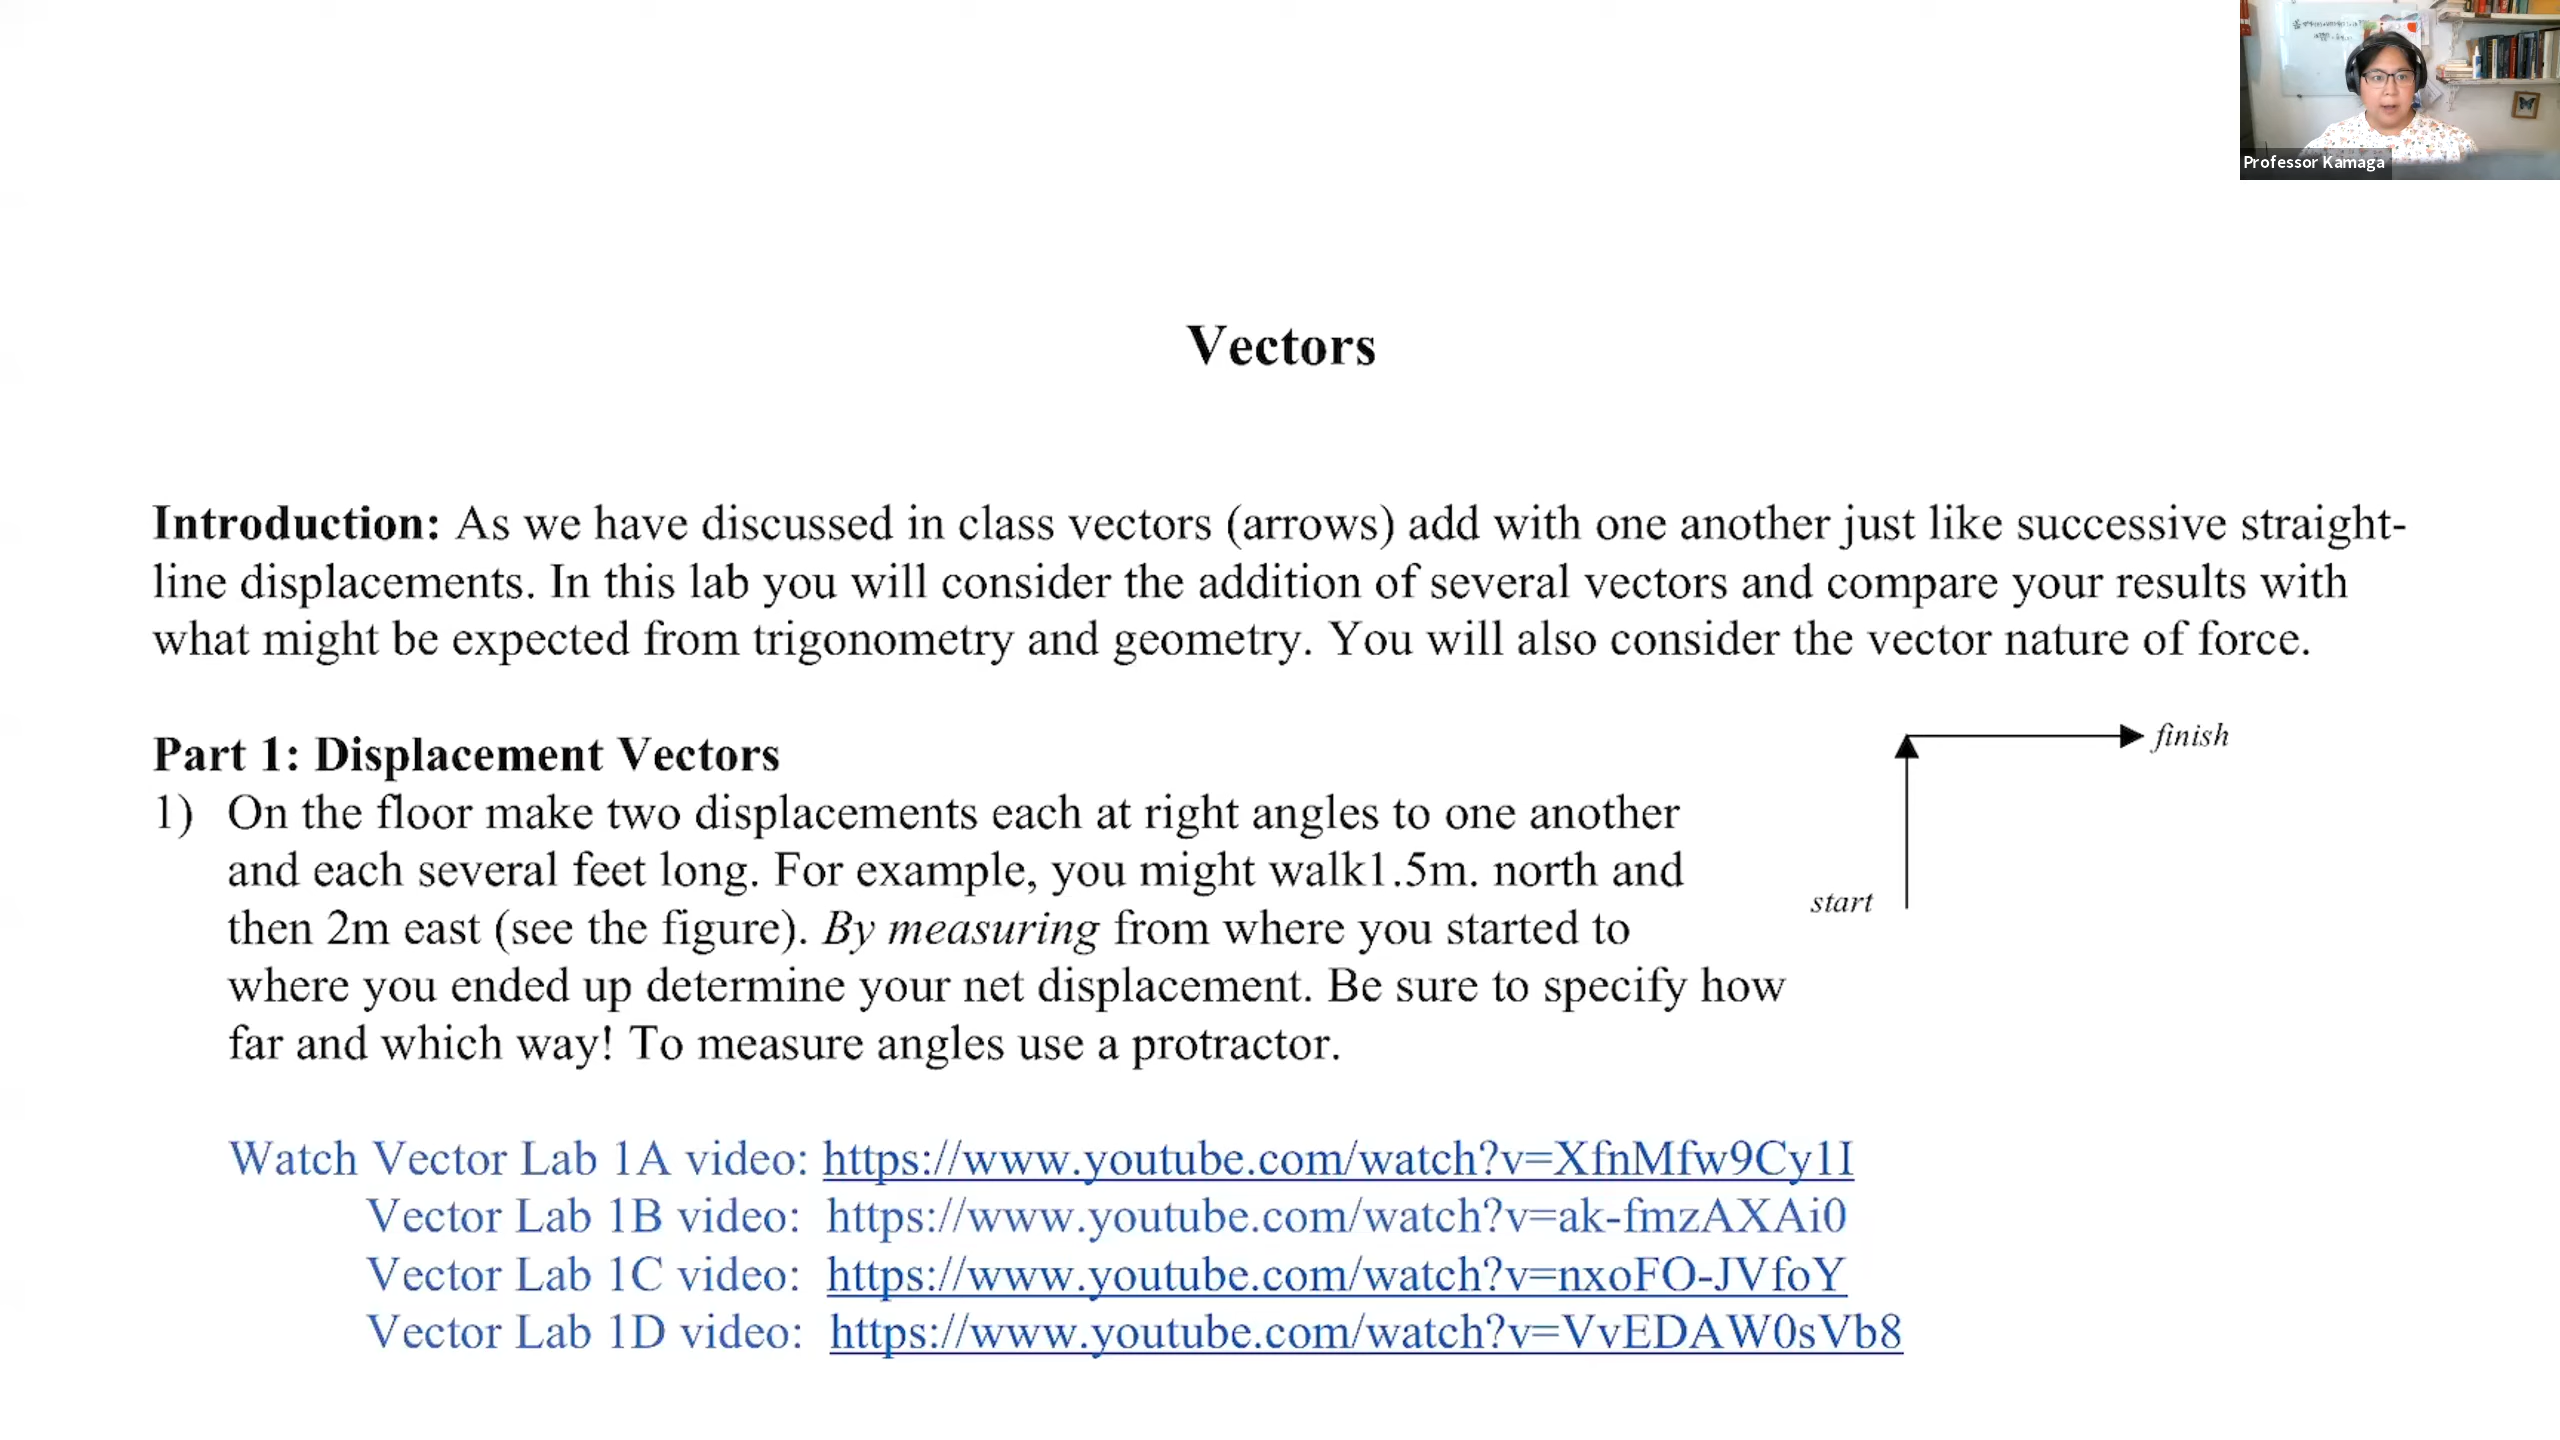 Professor Kamaga
Vectors
Introduction: As we have discussed in class vectors (arrows) add with one another just like successive straight-
line displacements. In this lab you will consider the addition of several vectors and compare your results with
what might be expected from trigonometry and geometry. You will also consider the vector nature of force.
Part 1: Displacement Vectors
1) On the floor make two displacements each at right angles to one another
and each several feet long. For example, you might walk1.5m. north and
then 2m east (see the figure). By measuring from where you started to
where you ended up determine your net displacement. Be sure to specify how
far and which way! To measure angles use a protractor.
finish
start
Watch Vector Lab 1A video: https://www.youtube.com/watch?v=XfnMfw9Cy1I
Vector Lab 1B video: https://www.youtube.com/watch?v=ak-fmzAXAi0
Vector Lab 1C video: https://www.youtube.com/watch?v=nxoFO-JVfoY
Vector Lab 1D video: https://www.youtube.com/watch?v=VvEDAW0sVb8